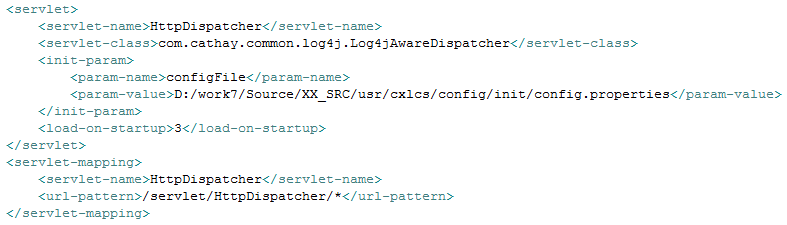 <servlet>
    <servlet-name>HttpDispatcher</servlet-name>
    <servlet-class>com.cathay.common.log4j.Log4jAwareDispatcher</servlet-class>
    <init-param>
        <param-name>configFile</param-name>
        <param-value>D:/work7/Source/XX_SRC/usr/cxlcs/config/init/config.properties</param-value>
    </init-param>
    <load-on-startup>3</load-on-startup>
</servlet>
<servlet-mapping>
    <servlet-name>HttpDispatcher</servlet-name>
    <url-pattern>/servlet/HttpDispatcher/*</url-pattern>
</servlet-mapping>